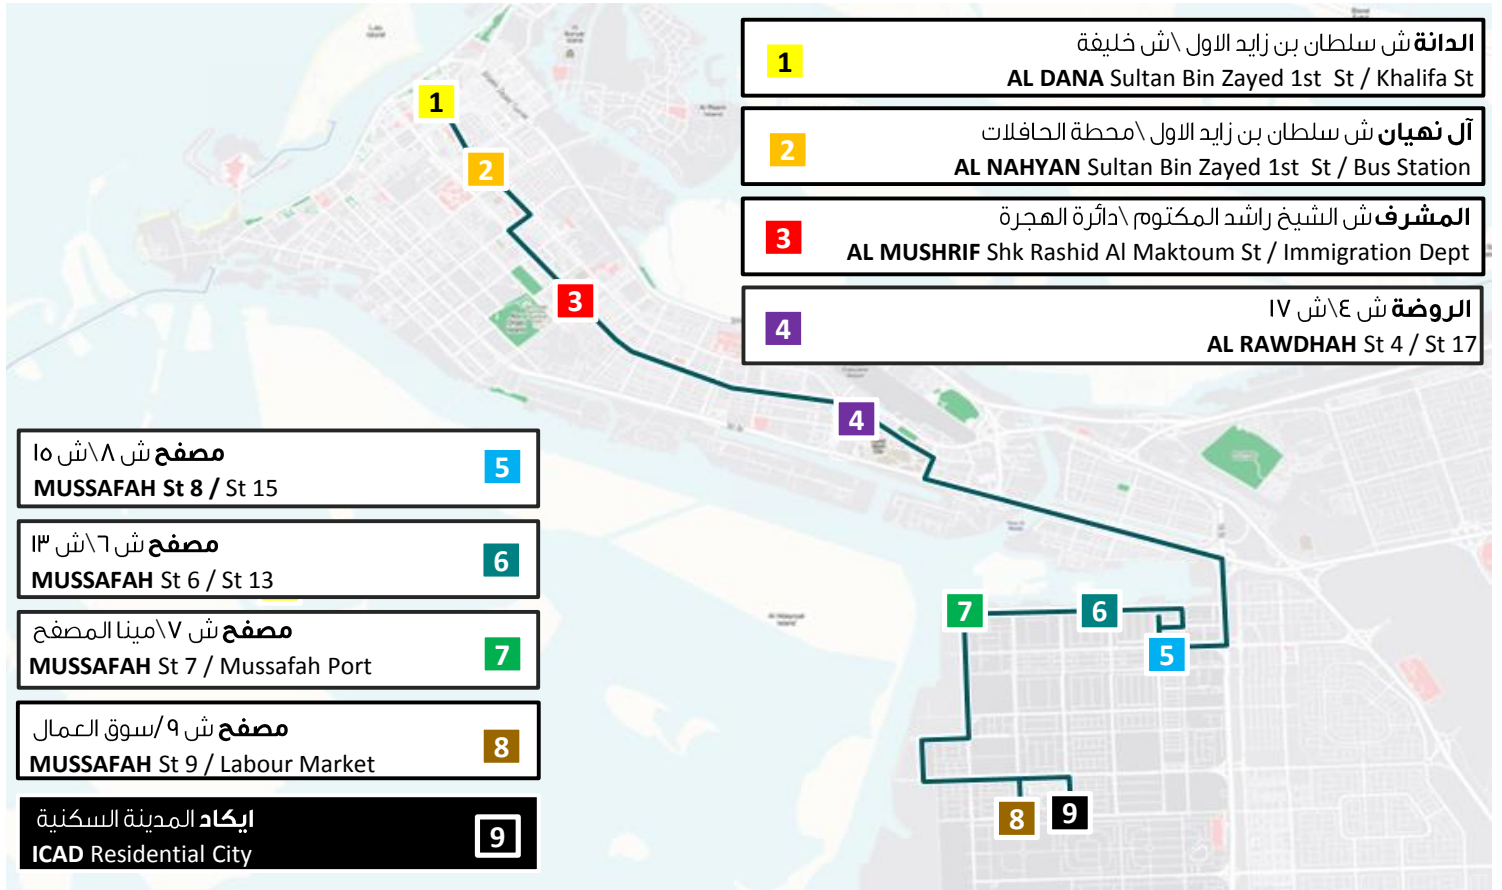 1
الدانة ش سلطان بن زايد الاول \ش خليفة
AL DANA Sultan Bin Zayed 1st St / Khalifa St
2
آل نهيان ش سلطان بن زايد الاول \محطة الحافلات
AL NAHYAN Sultan Bin Zayed 1st St / Bus Station
3
المشرف ش الشيخ راشد المكتوم \دائرة الهجرة
AL MUSHRIF Shk Rashid Al Maktoum St / Immigration Dept
4
الروضة ش ٤\ش ١٧
AL RAWDHAH St 4 / St 17
5
مصفح ش ٨\ش ١٥
MUSSAFAH St 8 / St 15
6
مصفح ش ٦\ش ١٣
MUSSAFAH St 6 / St 13
7
مصفح ش ٧\مينا المصفح
MUSSAFAH St 7 / Mussafah Port
8
مصفح ش ٩/سوق العمال
MUSSAFAH St 9 / Labour Market
9
ايكاد المدينة السكنية
ICAD Residential City
1
2
3
4
5
6
7
8
9